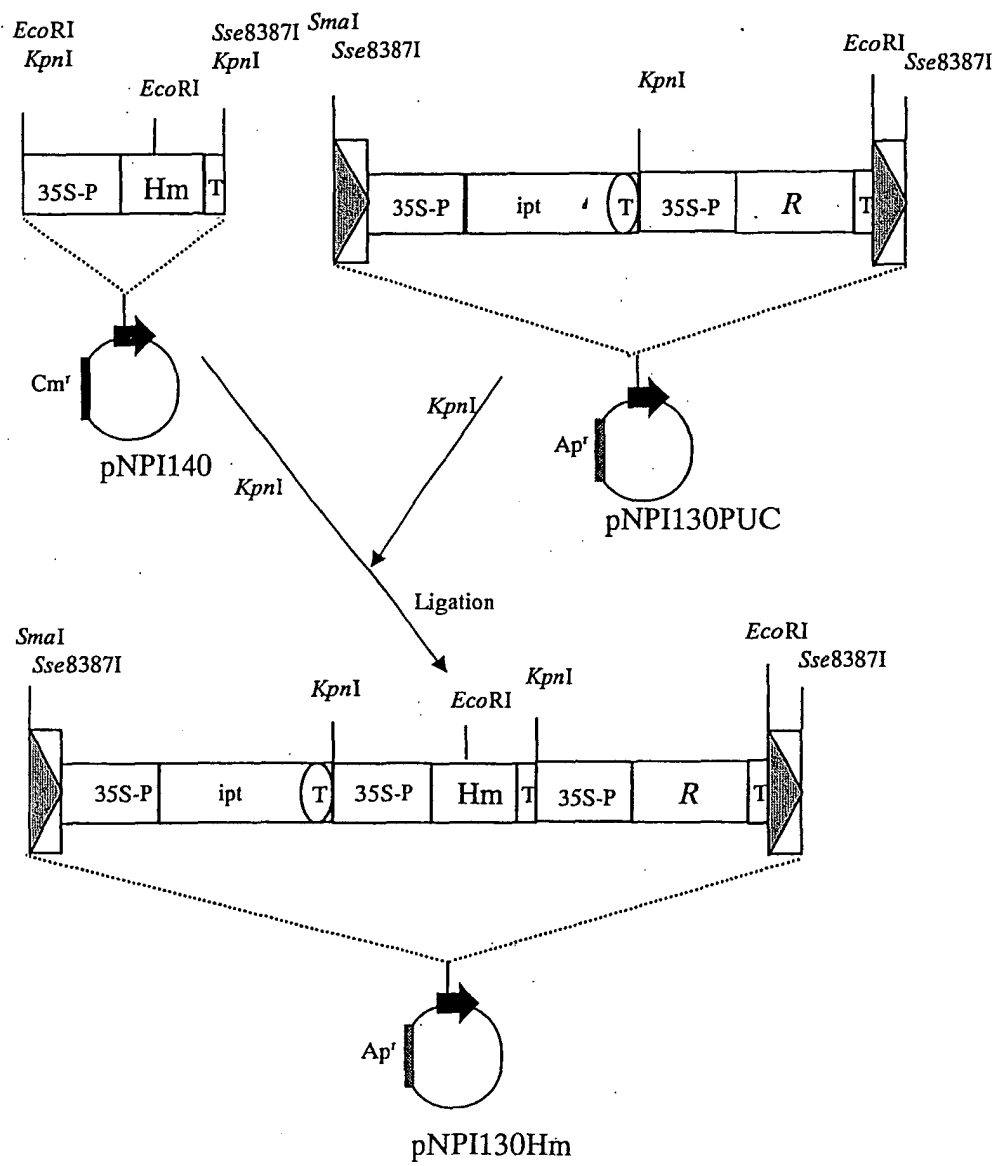 EcoRI
KpnI
Sse8387I
KpnI
EcoRI
35S-P Hm T
Cmr
pNPI140
SmaI
Sse8387I
KpnI
EcoRI
Sse8387I
35S-P ipt T 35S-P R T
Apr
pNPI130PUC
KpnI
KpnI
Ligation
SmaI
Sse8387I
KpnI
EcoRI
KpnI
EcoRI
Sse8387I
35S-P ipt T 35S-P Hm T 35S-P R T
Apr
pNPI130Hm